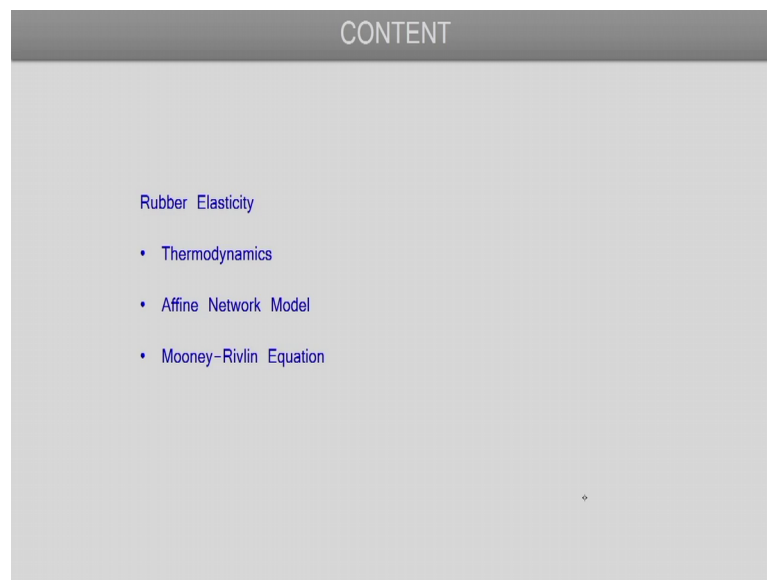 CONTENT
Rubber Elasticity
• Thermodynamics
• Affine Network Model
• Mooney-Rivlin Equation